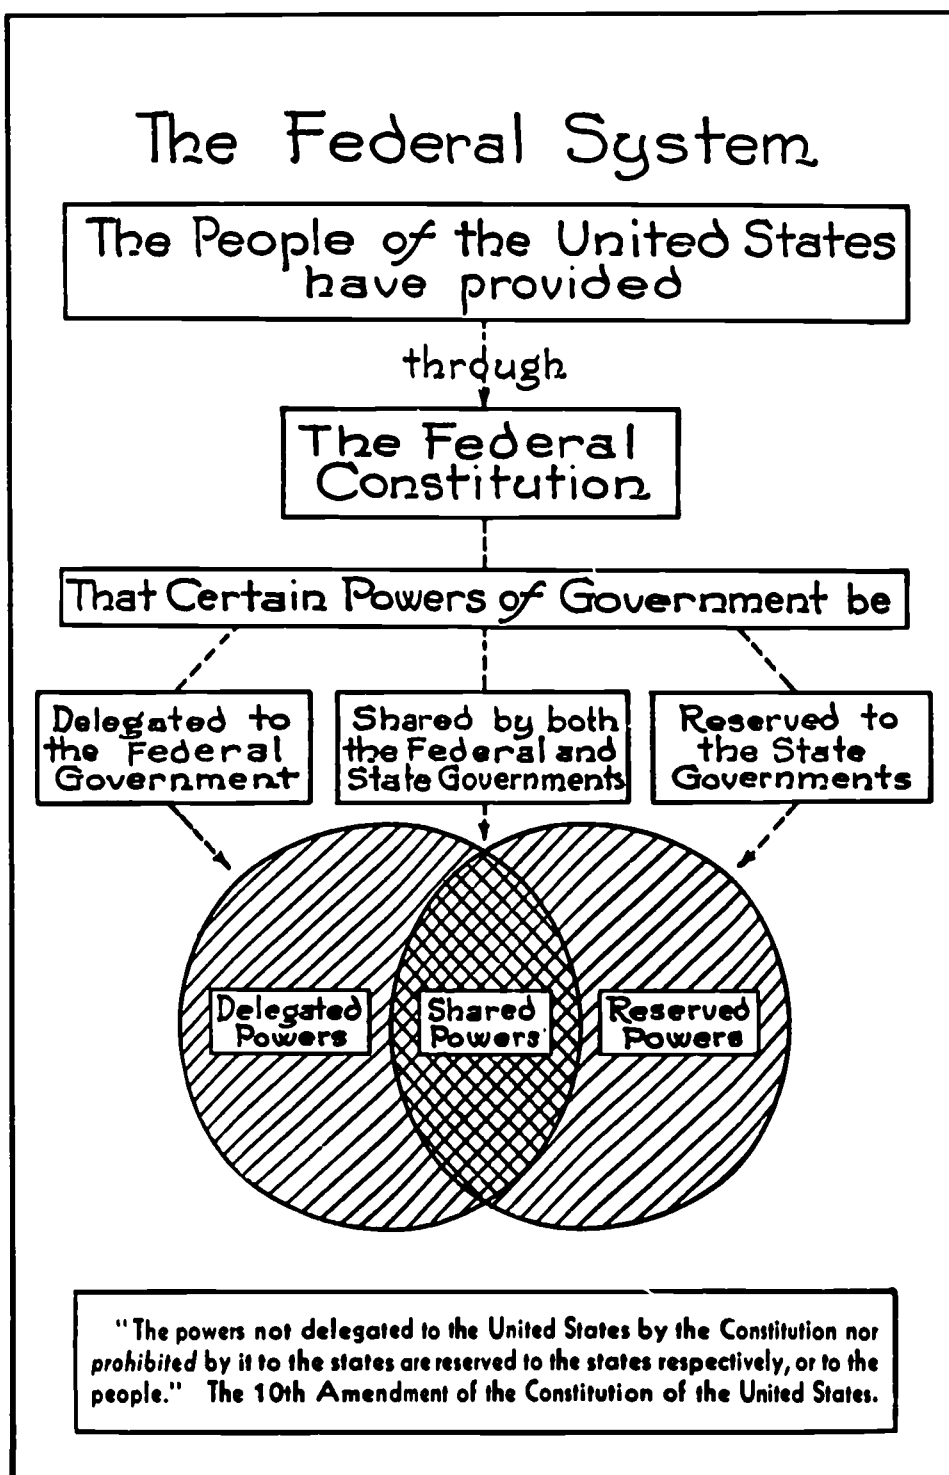 The Federal System
The People of the United States
have provided
through
The Federal
Constitution
That Certain Powers of Government be
Delegated to
the Federal
Government
Shared by both
the Federal and
State Governments
Reserved to
the State
Governments
Delegated
Powers
Shared
Powers
Reserved
Powers
"The powers not delegated to the United States by the Constitution nor
prohibited by it to the states are reserved to the states respectively, or to the
people." The 10th Amendment of the Constitution of the United States.